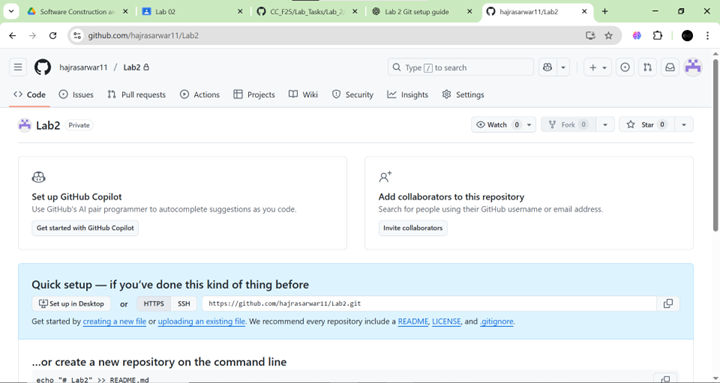 Software Construction an
Lab 02
CC_F25/Lab_Tasks/Lab_2
Lab 2 Git setup guide
hajrasarwar11/Lab2
github.com/hajrasarwar11/Lab2
hajrasarwar11 / Lab2
Type / to search
Code
Issues
Pull requests
Actions
Projects
Wiki
Security
Insights
Settings
Lab2 Private
Watch 0
Fork 0
Star 0
Set up GitHub Copilot
Use GitHub's AI pair programmer to autocomplete suggestions as you code.
Get started with GitHub Copilot
Add collaborators to this repository
Search for people using their GitHub username or email address.
Invite collaborators
Quick setup — if you've done this kind of thing before
Set up in Desktop or HTTPS SSH https://github.com/hajrasarwar11/Lab2.git
Get started by creating a new file or uploading an existing file. We recommend every repository include a README, LICENSE, and .gitignore.
...or create a new repository on the command line
echo "# Lab2" >> README.md